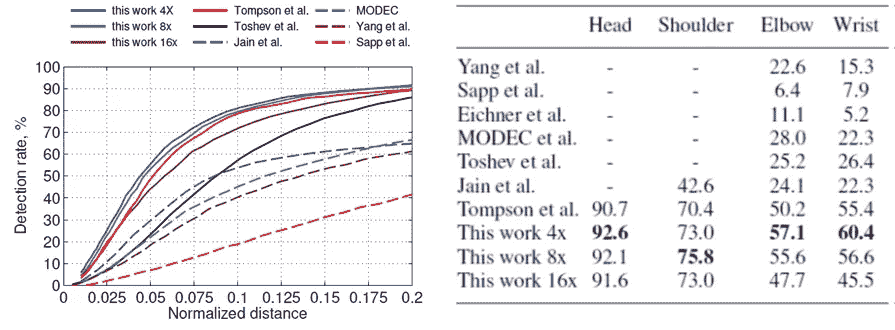 this work 4X Tompson et al. MODEC
this work 8x Toshev et al. Yang et al.
this work 16x Jain et al. Sapp et al.
Detection rate, %
100
90
80
70
60
50
40
30
20
10
0
0 0.025 0.05 0.075 0.1 0.125 0.15 0.175 0.2
Normalized distance
Head Shoulder Elbow Wrist
Yang et al. - - 22.6 15.3
Sapp et al. - - 6.4 7.9
Eichner et al. - - 11.1 5.2
MODEC et al. - - 28.0 22.3
Toshev et al. - - 25.2 26.4
Jain et al. - 42.6 24.1 22.3
Tompson et al. 90.7 70.4 50.2 55.4
This work 4x 92.6 73.0 57.1 60.4
This work 8x 92.1 75.8 55.6 56.6
This work 16x 91.6 73.0 47.7 45.5